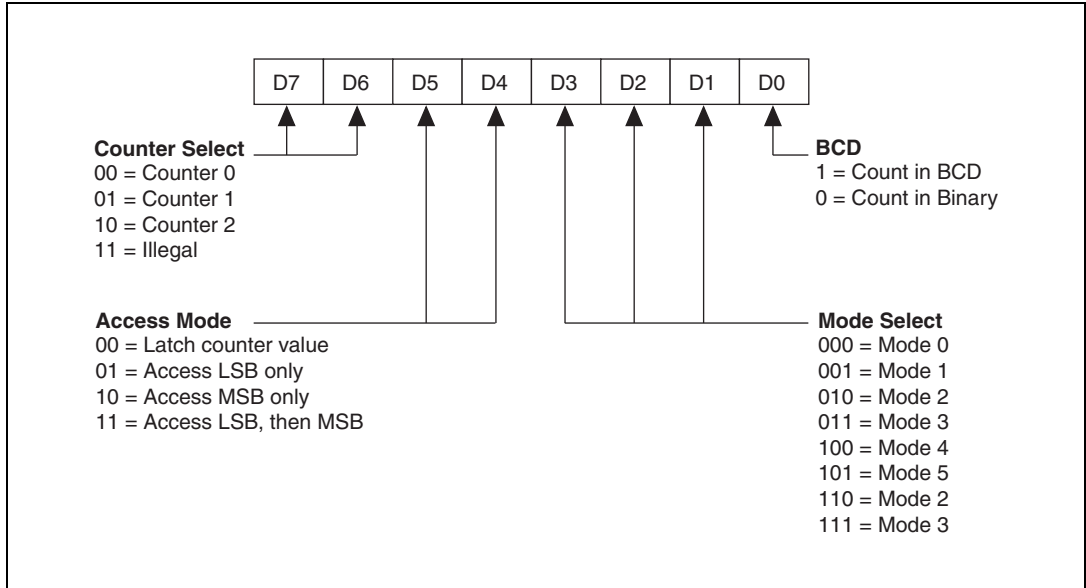 D7 D6 D5 D4 D3 D2 D1 D0
Counter Select
00 = Counter 0
01 = Counter 1
10 = Counter 2
11 = Illegal
BCD
1 = Count in BCD
0 = Count in Binary
Access Mode
00 = Latch counter value
01 = Access LSB only
10 = Access MSB only
11 = Access LSB, then MSB
Mode Select
000 = Mode 0
001 = Mode 1
010 = Mode 2
011 = Mode 3
100 = Mode 4
101 = Mode 5
110 = Mode 2
111 = Mode 3